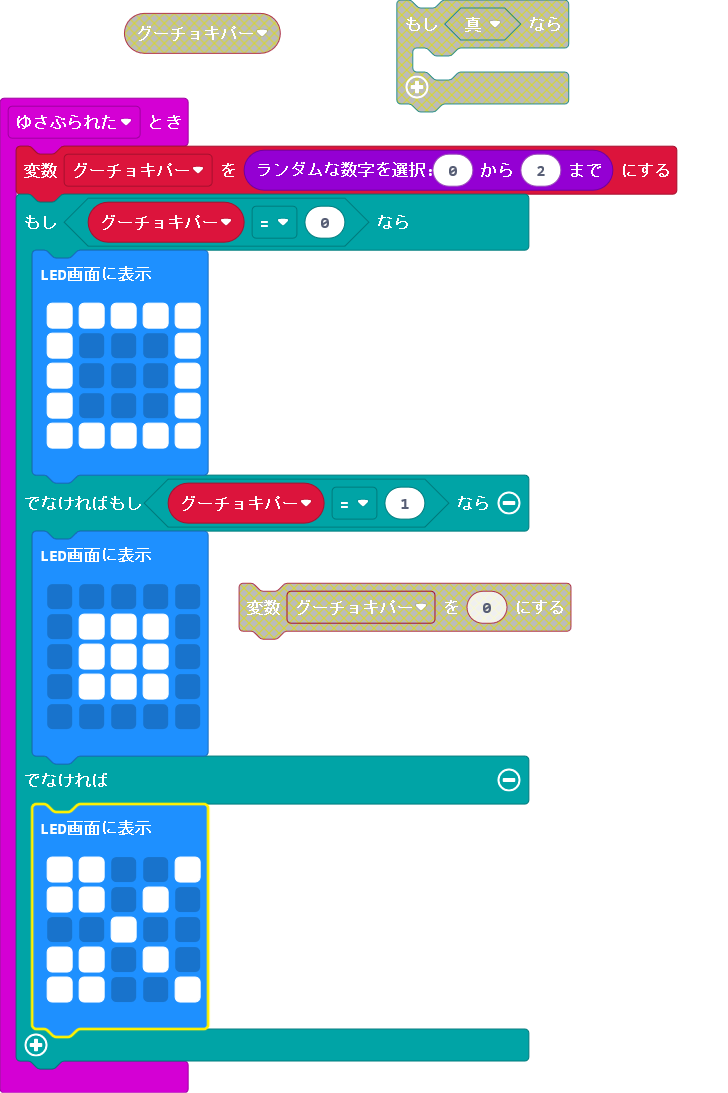 グーチョキバー
もし 真 なら
ゆさぶられた とき
変数 グーチョキバー を ランダムな数字を選択: 0 から 2 まで にする
もし グーチョキバー = 0 なら
LED画面に表示
でなければもし グーチョキバー = 1 なら
LED画面に表示
変数 グーチョキバー を 0 にする
でなければ
LED画面に表示